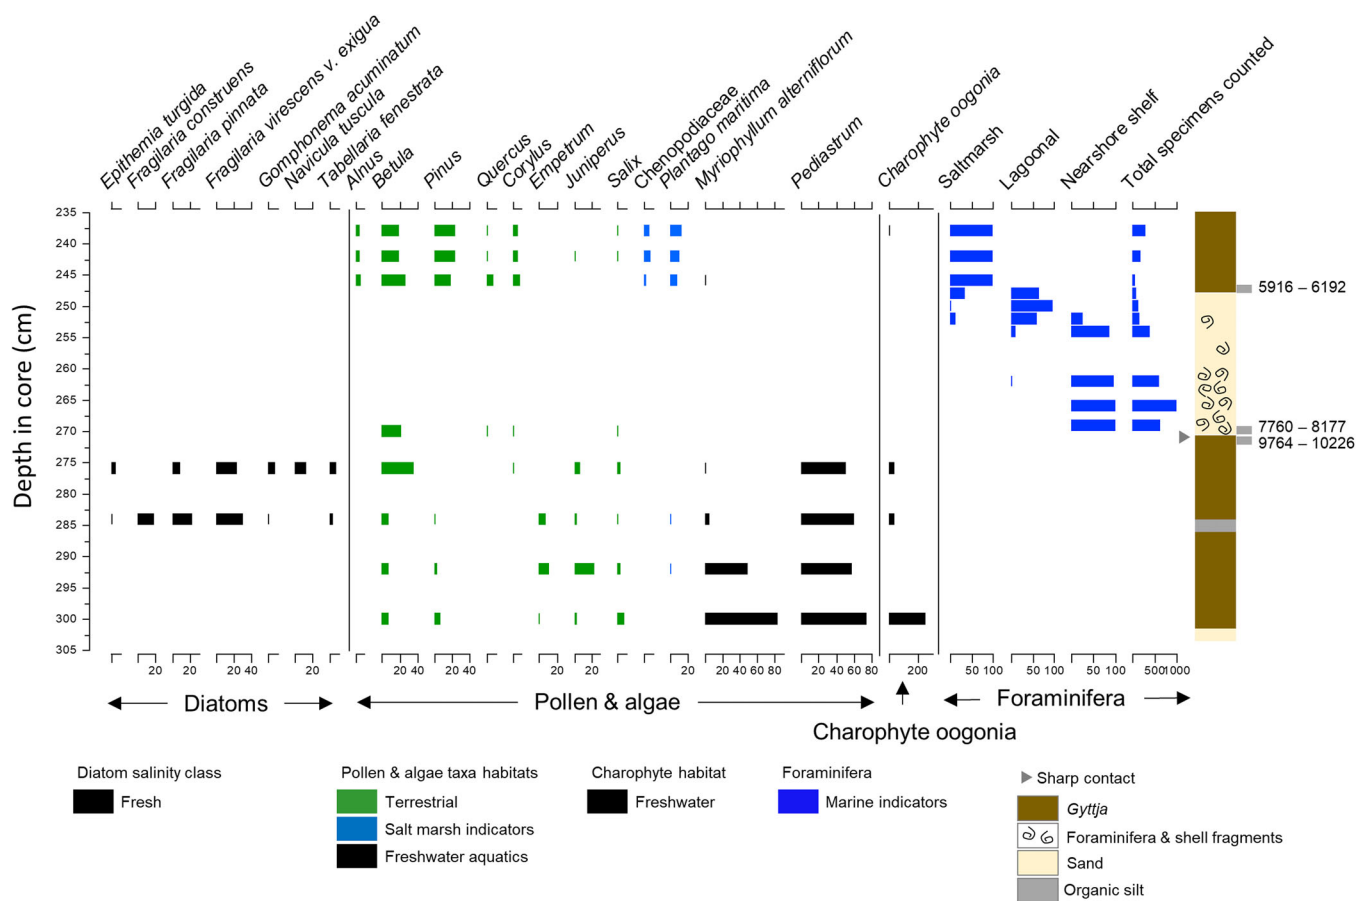 Epithemia turgida
Fragilaria construens
Fragilaria pinnata
Fragilaria virescens v. exigua
Gomphonema acuminatum
Navicula tuscula
Tabellaria fenestrata
Alnus
Betula
Pinus
Quercus
Corylus
Empetrum
Juniperus
Salix
Chenopodiaceae
Plantago maritima
Myriophyllum alterniflorum
Pediastrum
Charophyte oogonia
Saltmarsh
Lagoonal
Nearshore shelf
Total specimens counted
Depth in core (cm)
235
240
245
250
255
260
265
270
275
280
285
290
295
300
305
5916 – 6192
7760 – 8177
9764 – 10226
20 20 20 40 20 20 40 20 40 20 20 20 20 40 60 80 20 40 60 80 200 50 100 50 100 50 100 500 1000
Diatoms
Pollen & algae
Charophyte oogonia
Foraminifera
Diatom salinity class
Fresh
Pollen & algae taxa habitats
Terrestrial
Salt marsh indicators
Freshwater aquatics
Charophyte habitat
Freshwater
Foraminifera
Marine indicators
Sharp contact
Gyttja
Foraminifera & shell fragments
Sand
Organic silt